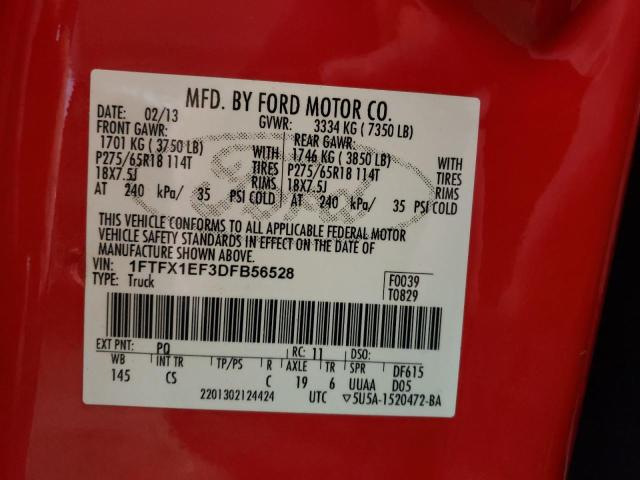 MFD. BY FORD MOTOR CO.
DATE: 02/13 GVWR: 3334 KG ( 7350 LB)
FRONT GAWR: REAR GAWR:
1701 KG ( 3750 LB) WITH 1746 KG ( 3850 LB) WITH
P275/65R18 114T TIRES P275/65R18 114T TIRES
18X7.5J RIMS 18X7.5J RIMS
AT 240 kPa/ 35 PSI COLD AT 240 kPa/ 35 PSI COLD
Ford
THIS VEHICLE CONFORMS TO ALL APPLICABLE FEDERAL MOTOR
VEHICLE SAFETY STANDARDS IN EFFECT ON THE DATE OF
MANUFACTURE SHOWN ABOVE.
VIN: 1FTFX1EF3DFB56528 F0039
TYPE: Truck T0829
EXT PNT: PQ RC: 11 DSO:
WB INT TR TP/PS R AXLE TR SPR DF615
145 CS C 19 6 UUAA D05
2201302124424 UTC ▽5U5A-1520472-BA